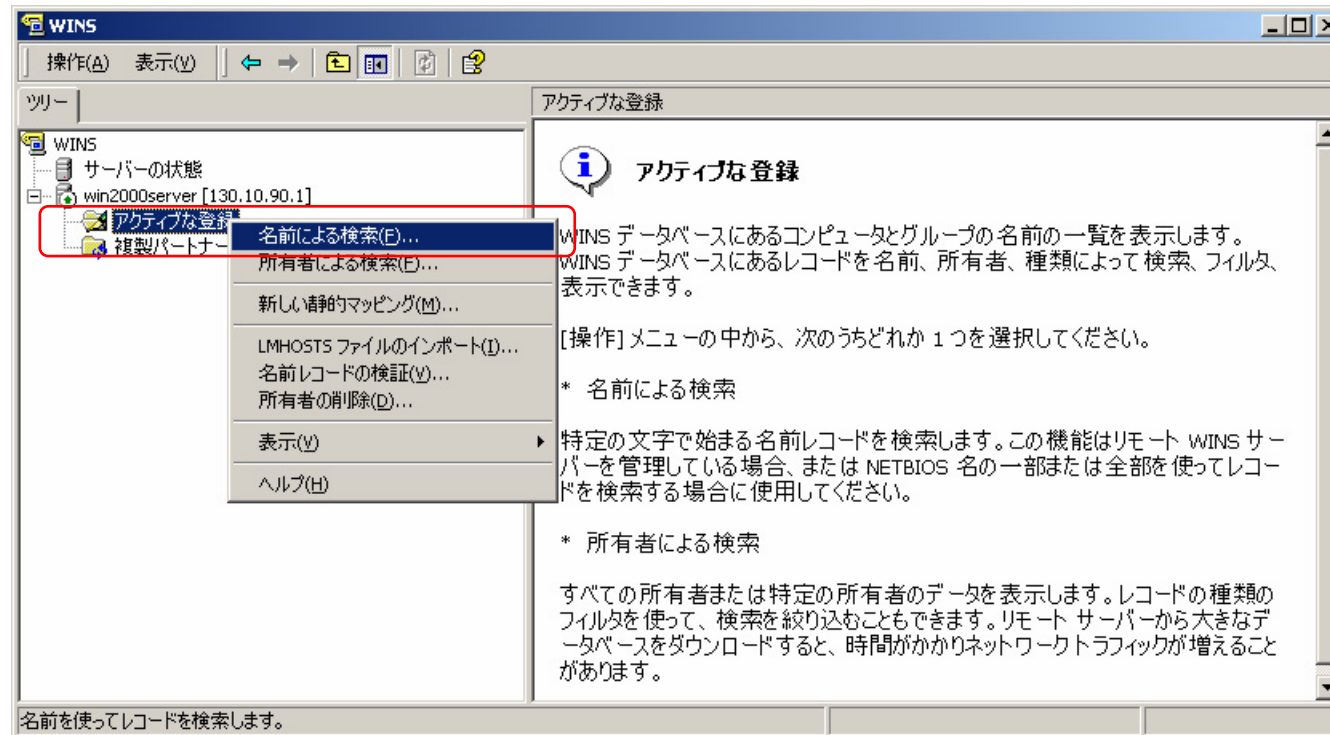 WINS
操作(A) 表示(V)
ツリー
アクティブな登録
WINS
サーバーの状態
win2000server [130.10.90.1]
アクティブな登録
複製パートナー
名前による検索(F)...
所有者による検索(F)...
新しい静的マッピング(M)...
LMHOSTS ファイルのインポート(I)...
名前レコードの検証(V)...
所有者の削除(D)...
表示(V)
ヘルプ(H)
アクティブな登録
WINS データベースにあるコンピュータとグループの名前の一覧を表示します。
WINS データベースにあるレコードを名前、所有者、種類によって検索、フィルタ、
表示できます。
[操作] メニューの中から、次のうちどれか 1 つを選択してください。
* 名前による検索
特定の文字で始まる名前レコードを検索します。この機能はリモート WINS サー
バーを管理している場合、または NETBIOS 名の一部または全部を使ってレコー
ドを検索する場合に使用してください。
* 所有者による検索
すべての所有者または特定の所有者のデータを表示します。レコードの種類の
フィルタを使って、検索を絞り込むこともできます。リモート サーバーから大きなデ
ータベースをダウンロードすると、時間がかかりネットワークトラフィックが増えること
があります。
名前を使ってレコードを検索します。